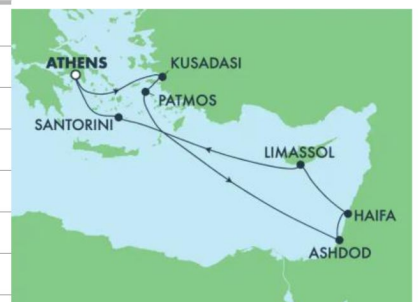 ATHENS
KUSADASI
PATMOS
SANTORINI
LIMASSOL
HAIFA
ASHDOD